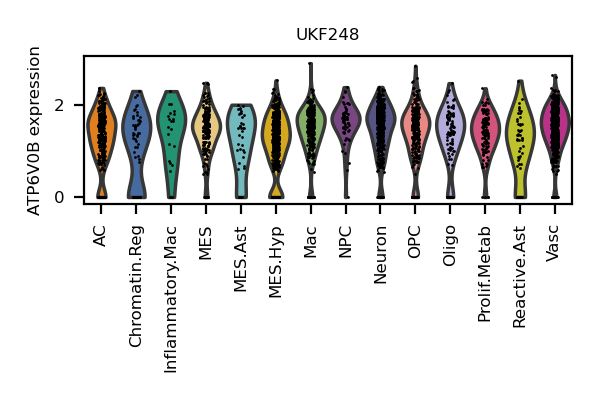 UKF248
ATP6V0B expression
2
0
AC
Chromatin.Reg
Inflammatory.Mac
MES
MES.Ast
MES.Hyp
Mac
NPC
Neuron
OPC
Oligo
Prolif.Metab
Reactive.Ast
Vasc